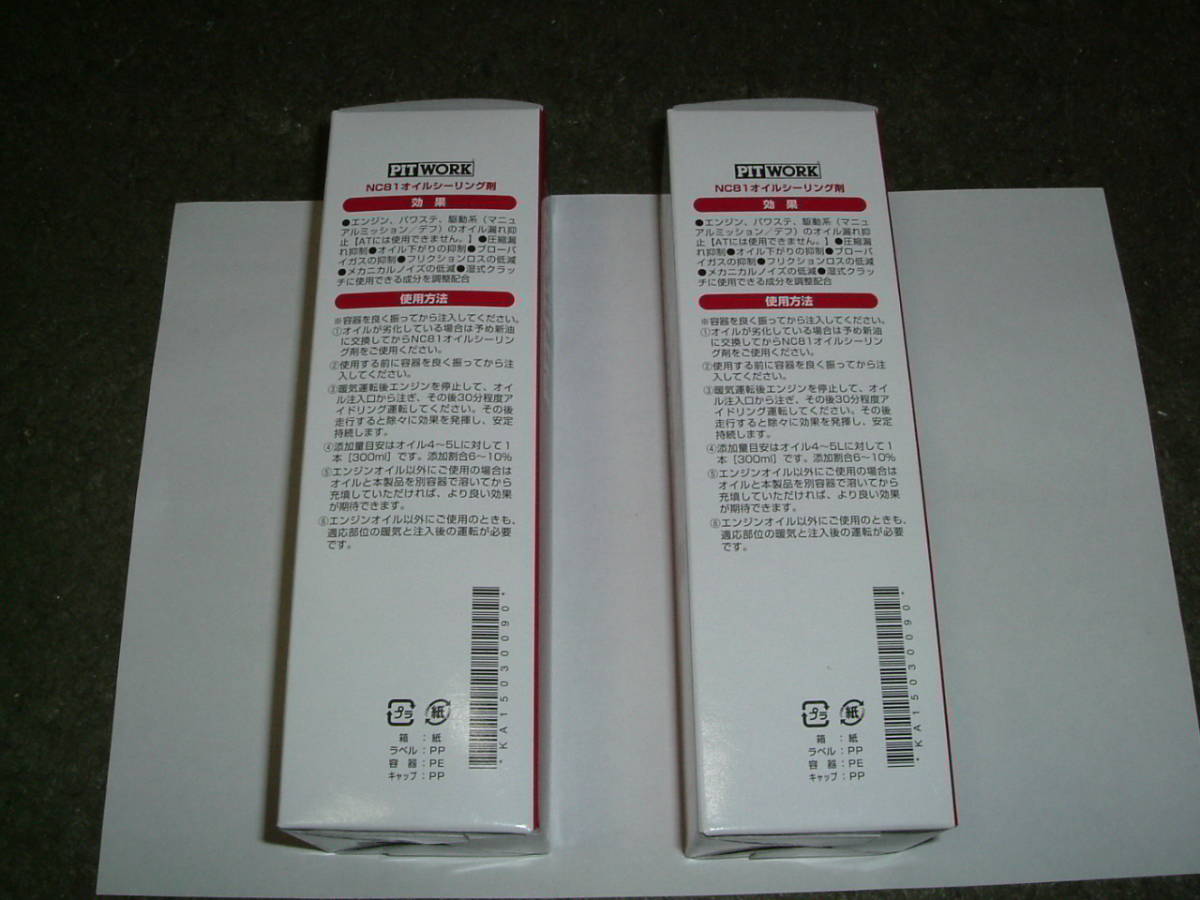 PIT WORK
NC81オイルシーリング剤
効果
●エンジン、パワステ、駆動系（マニュ
アルミッション／デフ）のオイル漏れ抑
止【ATには使用できません。】●圧縮漏
れ抑制●オイル下がりの抑制●ブローバ
イガスの抑制●フリクションロスの低減
●メカニカルノイズの低減●湿式クラッ
チに使用できる成分を調整配合
使用方法
※容器を良く振ってから注入してください。
①オイルが劣化している場合は予め新油
に交換してからNC81オイルシーリン
グ剤をご使用ください。
②使用する前に容器を良く振ってから注
入してください。
③暖気運転後エンジンを停止して、オイ
ル注入口から注ぎ、その後30分程度ア
イドリング運転してください。その後
走行すると除々に効果を発揮し、安定
持続します。
④添加量目安はオイル4～5Lに対して1
本［300ml］です。添加割合6～10%
⑤エンジンオイル以外にご使用の場合は
オイルと本製品を別容器で溶いてから
充填していただければ、より良い効果
が期待できます。
⑥エンジンオイル以外にご使用のときも、
適応部位の暖気と注入後の運転が必要
です。
*KA15030090*
プラ 紙
箱：紙
ラベル：PP
容器：PE
キャップ：PP
PIT WORK
NC81オイルシーリング剤
効果
●エンジン、パワステ、駆動系（マニュ
アルミッション／デフ）のオイル漏れ抑
止【ATには使用できません。】●圧縮漏
れ抑制●オイル下がりの抑制●ブローバ
イガスの抑制●フリクションロスの低減
●メカニカルノイズの低減●湿式クラッ
チに使用できる成分を調整配合
使用方法
※容器を良く振ってから注入してください。
①オイルが劣化している場合は予め新油
に交換してからNC81オイルシーリン
グ剤をご使用ください。
②使用する前に容器を良く振ってから注
入してください。
③暖気運転後エンジンを停止して、オイ
ル注入口から注ぎ、その後30分程度ア
イドリング運転してください。その後
走行すると除々に効果を発揮し、安定
持続します。
④添加量目安はオイル4～5Lに対して1
本［300ml］です。添加割合6～10%
⑤エンジンオイル以外にご使用の場合は
オイルと本製品を別容器で溶いてから
充填していただければ、より良い効果
が期待できます。
⑥エンジンオイル以外にご使用のときも、
適応部位の暖気と注入後の運転が必要
です。
*KA15030090*
プラ 紙
箱：紙
ラベル：PP
容器：PE
キャップ：PP